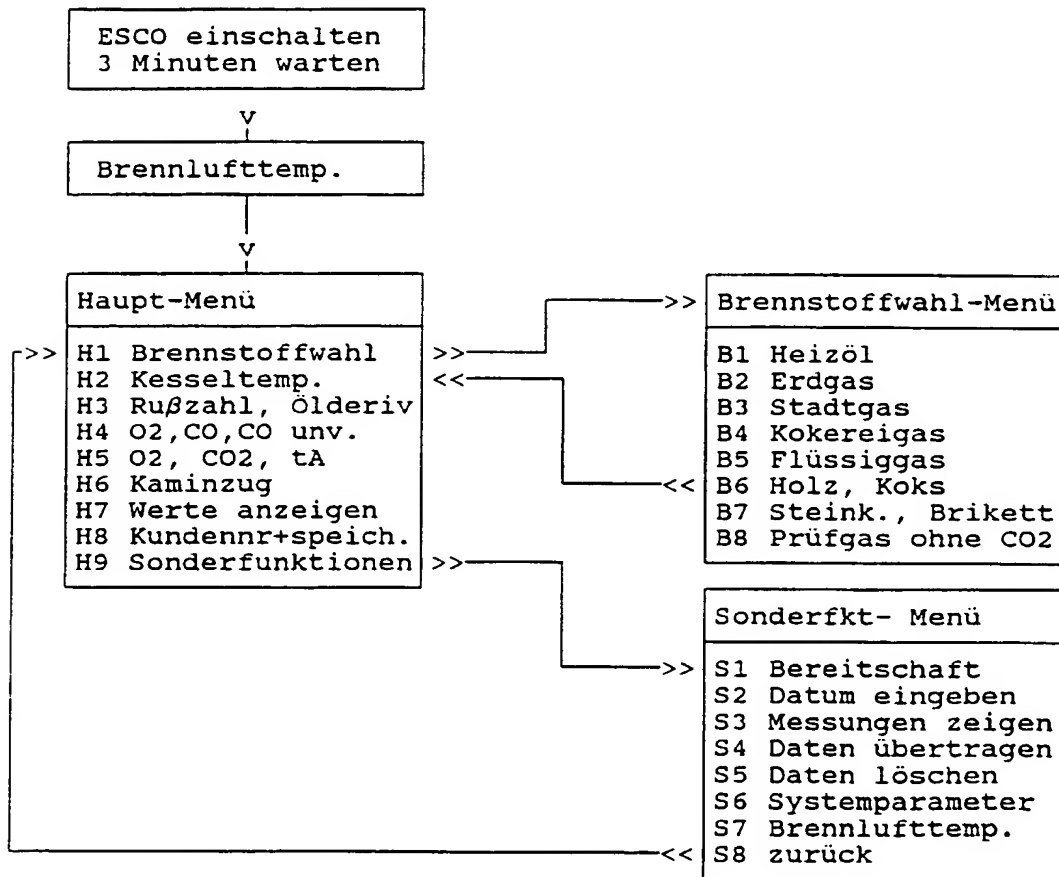 ESCO einschalten
3 Minuten warten
v
Brennlufttemp.
v
Haupt-Menü
>> H1 Brennstoffwahl >>
H2 Kesseltemp. <<
H3 Rußzahl, Ölderiv
H4 O2,CO,CO unv.
H5 O2, CO2, tA
H6 Kaminzug
H7 Werte anzeigen
H8 Kundennr+speich.
H9 Sonderfunktionen >>
>> Brennstoffwahl-Menü
B1 Heizöl
B2 Erdgas
B3 Stadtgas
B4 Kokereigas
B5 Flüssiggas
<< B6 Holz, Koks
B7 Steink., Brikett
B8 Prüfgas ohne CO2
Sonderfkt- Menü
>> S1 Bereitschaft
S2 Datum eingeben
S3 Messungen zeigen
S4 Daten übertragen
S5 Daten löschen
S6 Systemparameter
S7 Brennlufttemp.
<< S8 zurück